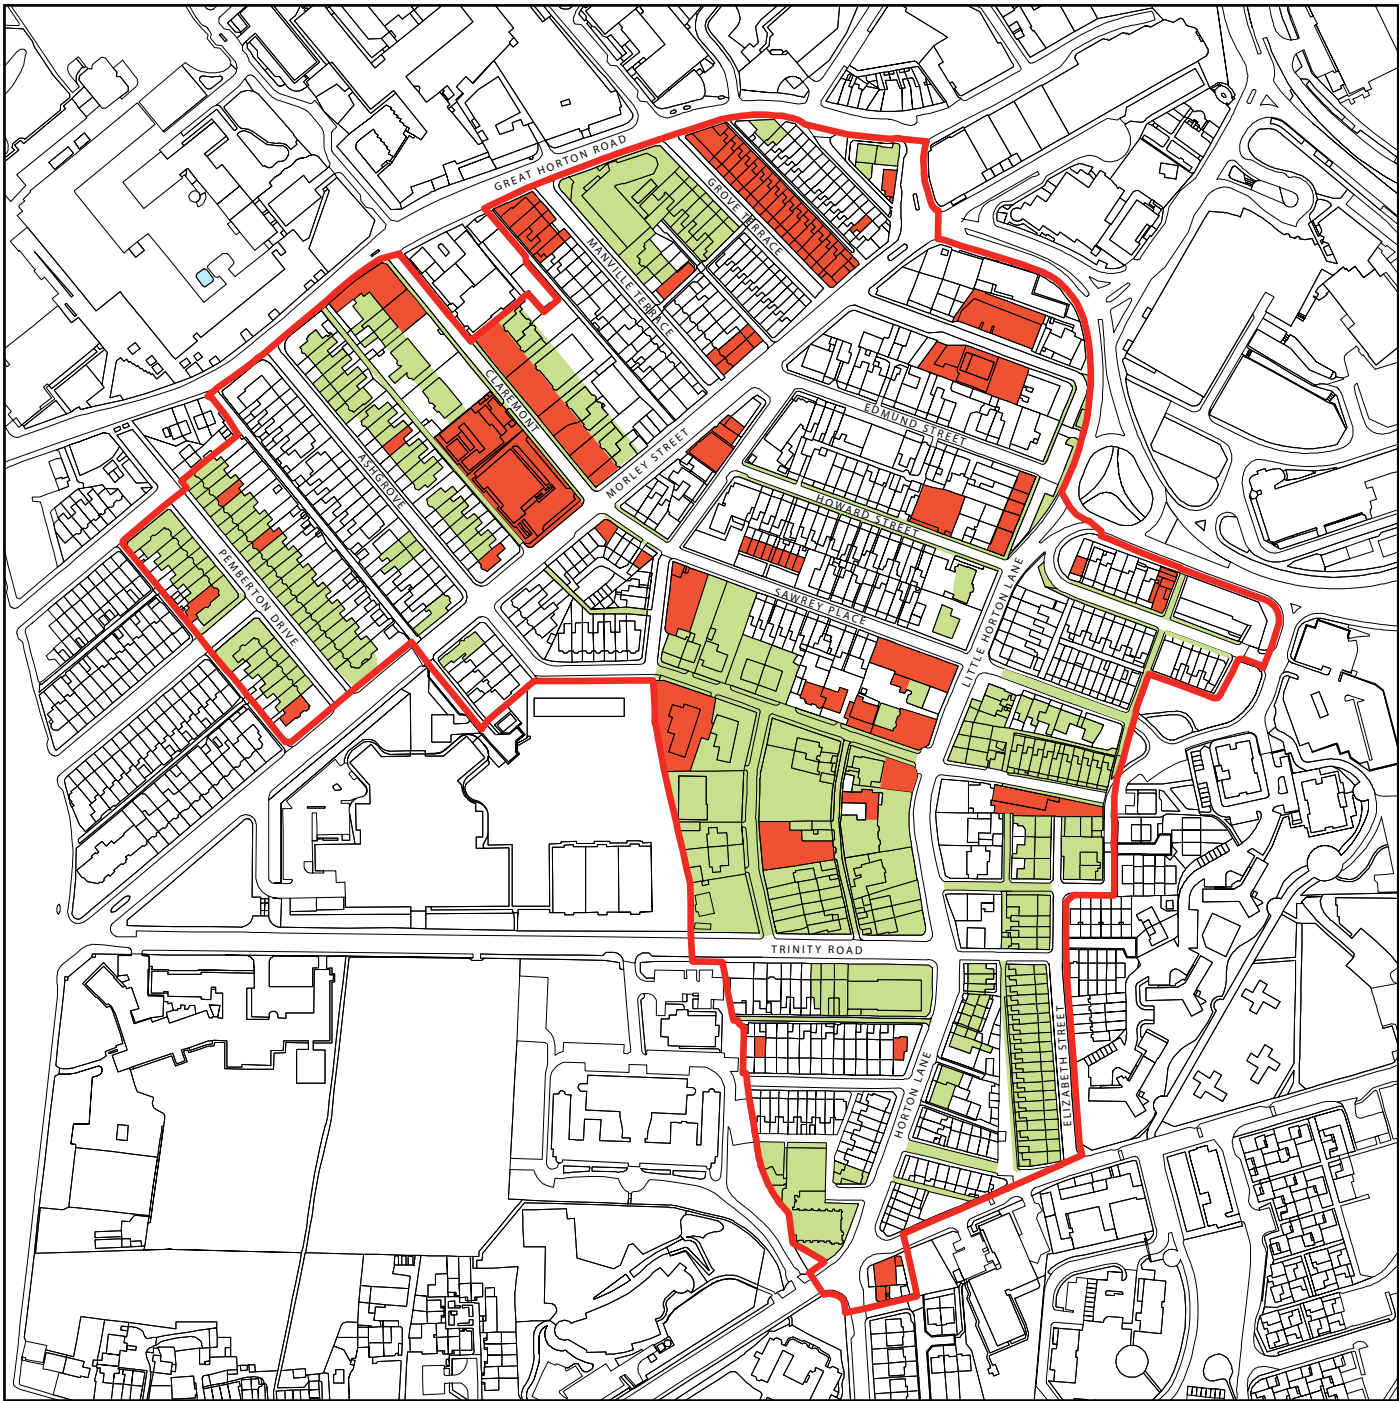 GREAT HORTON ROAD
GROVE TERRACE
MANVILLE TERRACE
CLAREMONT
MORLEY STREET
EDMUND STREET
ASHGROVE
HOWARD STREET
PEMBERTON DRIVE
SAWREY PLACE
LITTLE HORTON LANE
TRINITY ROAD
HORTON LANE
ELIZABETH STREET